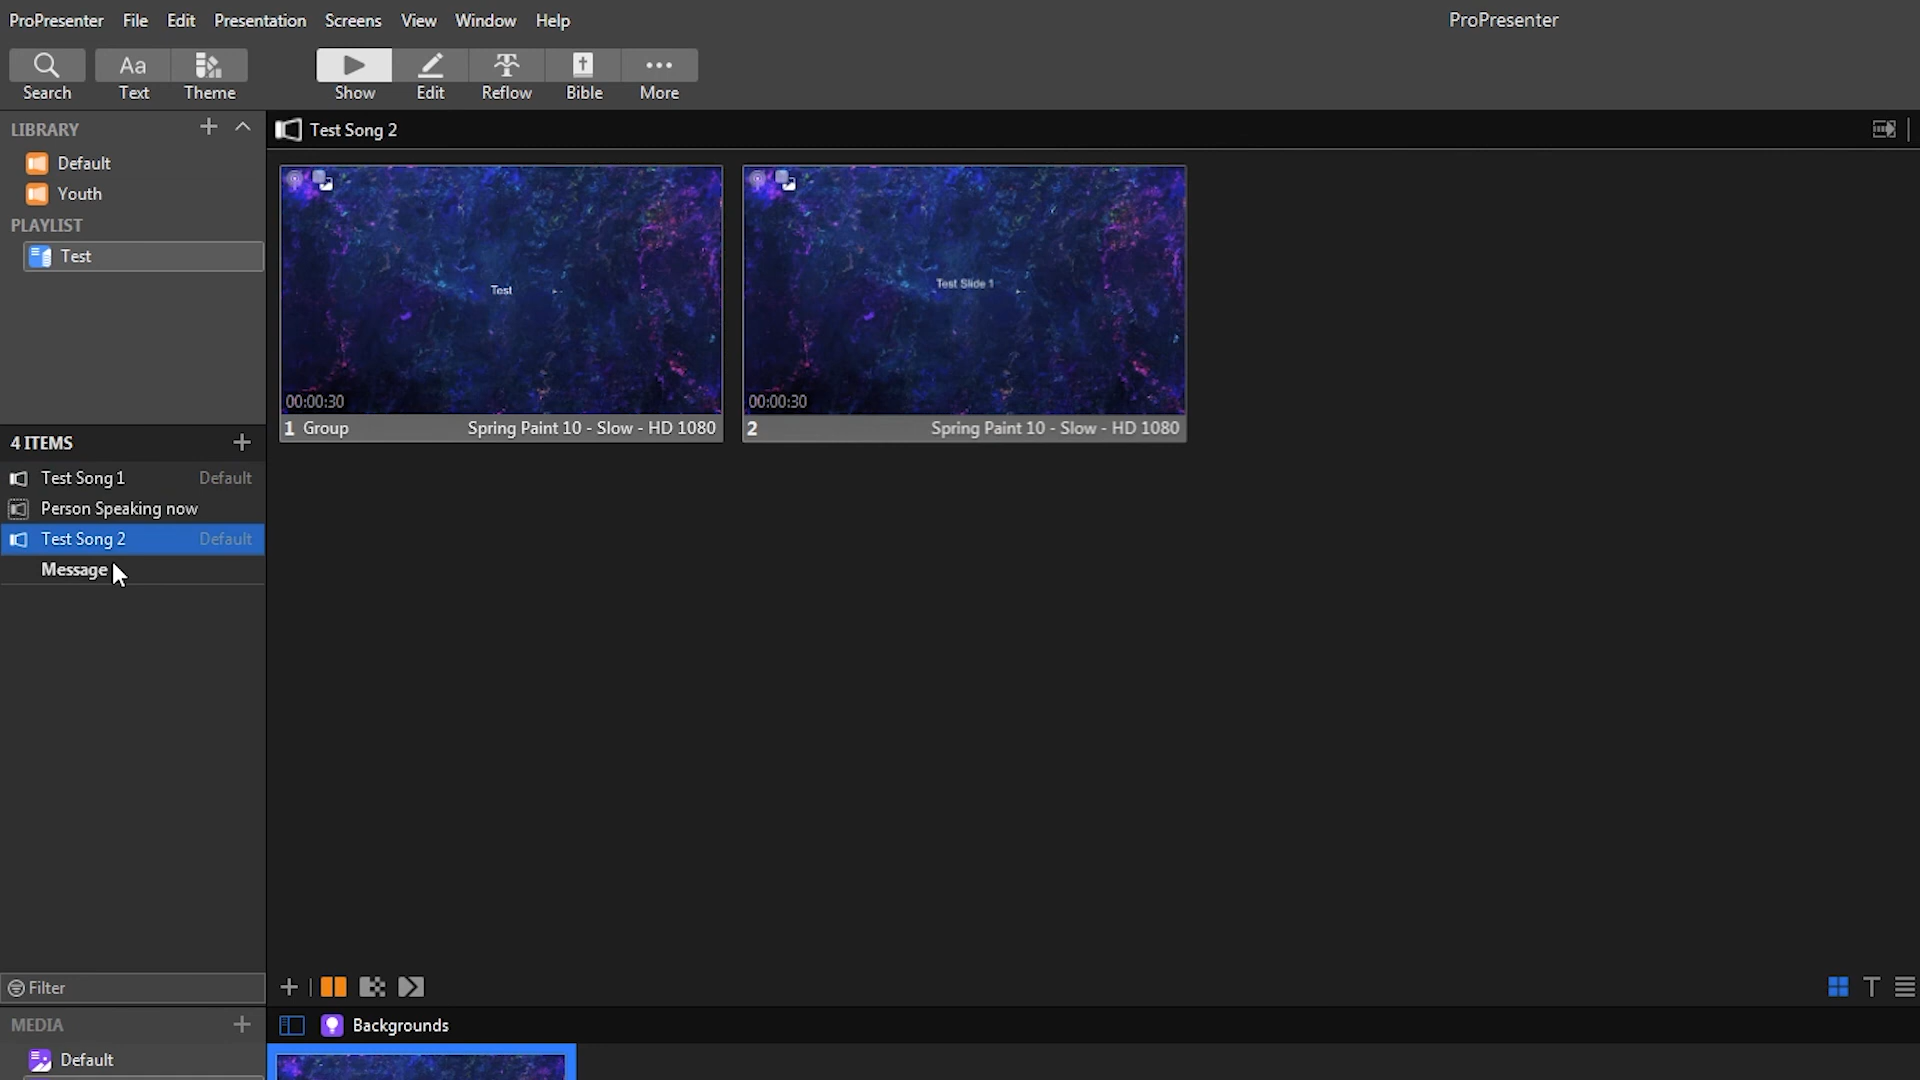 ProPresenter File Edit Presentation Screens View Window Help
ProPresenter
Aa
Search Text Theme Show Edit Reflow Bible More
LIBRARY
Default
Youth
PLAYLIST
Test
4 ITEMS
Test Song 1 Default
Person Speaking now
Test Song 2 Default
Message
Filter
MEDIA
Default
Test Song 2
Test
00:00:30
1 Group Spring Paint 10 - Slow - HD 1080
Test Slide 1
00:00:30
2 Spring Paint 10 - Slow - HD 1080
Backgrounds